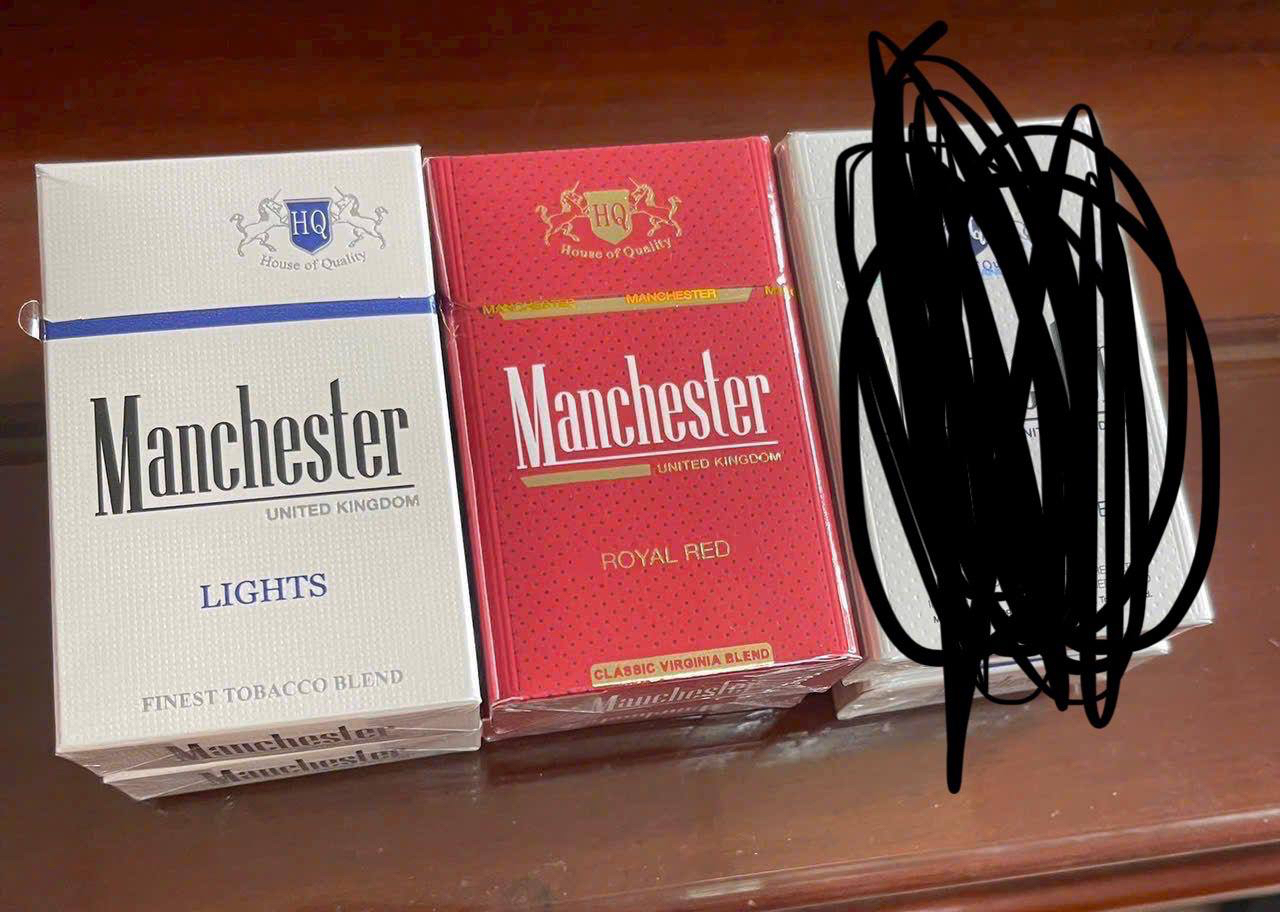 HQ
House of Quality
Manchester
UNITED KINGDOM
LIGHTS
FINEST TOBACCO BLEND
Manchester
Manchester
HQ
House of Quality
MANCHESTER MANCHESTER
Manchester
UNITED KINGDOM
ROYAL RED
CLASSIC VIRGINIA BLEND
Manchester